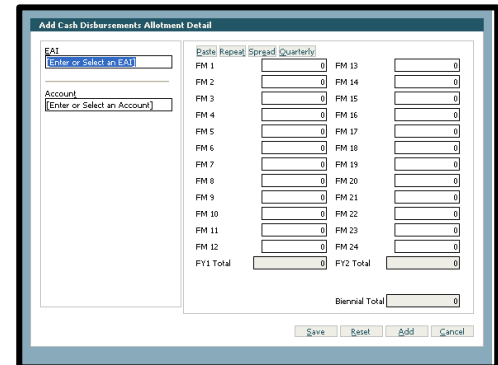 Add Cash Disbursements Allotment Detail
EAI
[Enter or Select an EAI]
Account
[Enter or Select an Account]
Paste Repeat Spread Quarterly
FM 1 0 FM 13 0
FM 2 0 FM 14 0
FM 3 0 FM 15 0
FM 4 0 FM 16 0
FM 5 0 FM 17 0
FM 6 0 FM 18 0
FM 7 0 FM 19 0
FM 8 0 FM 20 0
FM 9 0 FM 21 0
FM 10 0 FM 22 0
FM 11 0 FM 23 0
FM 12 0 FM 24 0
FY1 Total 0 FY2 Total 0
Biennial Total 0
Save Reset Add Cancel